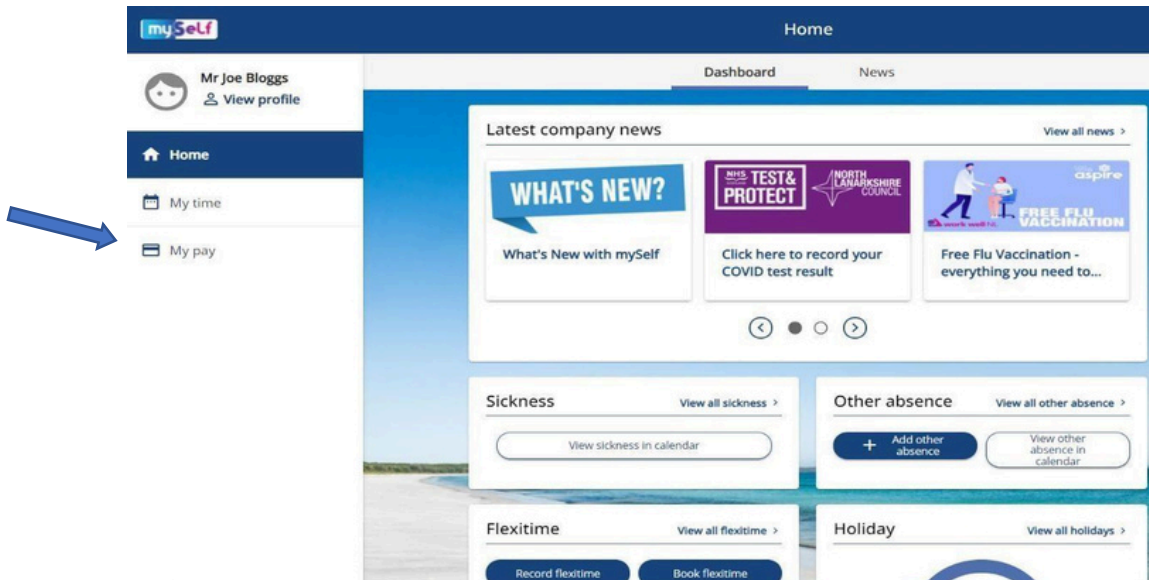 mySeLf
Home
Mr Joe Bloggs
View profile
Home
My time
My pay
Dashboard
News
Latest company news
View all news >
WHAT'S NEW?
What's New with mySelf
NHS TEST&
PROTECT
NORTH
LANARKSHIRE
COUNCIL
Click here to record your
COVID test result
aspire
work well
FREE FLU
VACCINATION
Free Flu Vaccination -
everything you need to...
Sickness
View all sickness >
View sickness in calendar
Other absence
View all other absence >
+ Add other
absence
View other
absence in
calendar
Flexitime
View all flexitime >
Record flexitime
Book flexitime
Holiday
View all holidays >